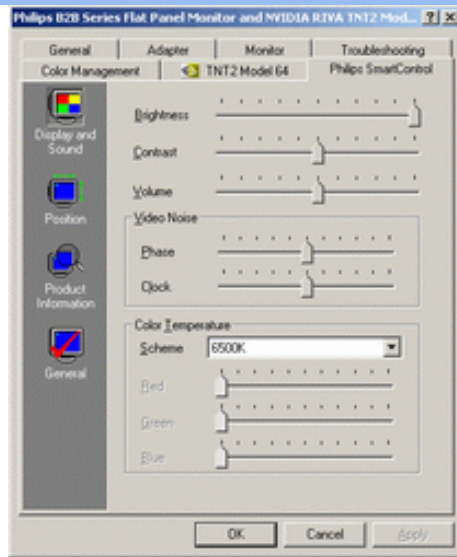 Philips B2B Series Flat Panel Monitor and NVIDIA RIVA TNT2 Mod...
General Adapter Monitor Troubleshooting
Color Management TNT2 Model 64 Philips SmartControl
Display and
Sound
Position
Product
Information
General
Brightness
Contrast
Volume
Video Noise
Phase
Clock
Color Temperature
Scheme 6500K
Red
Green
Blue
OK Cancel Apply